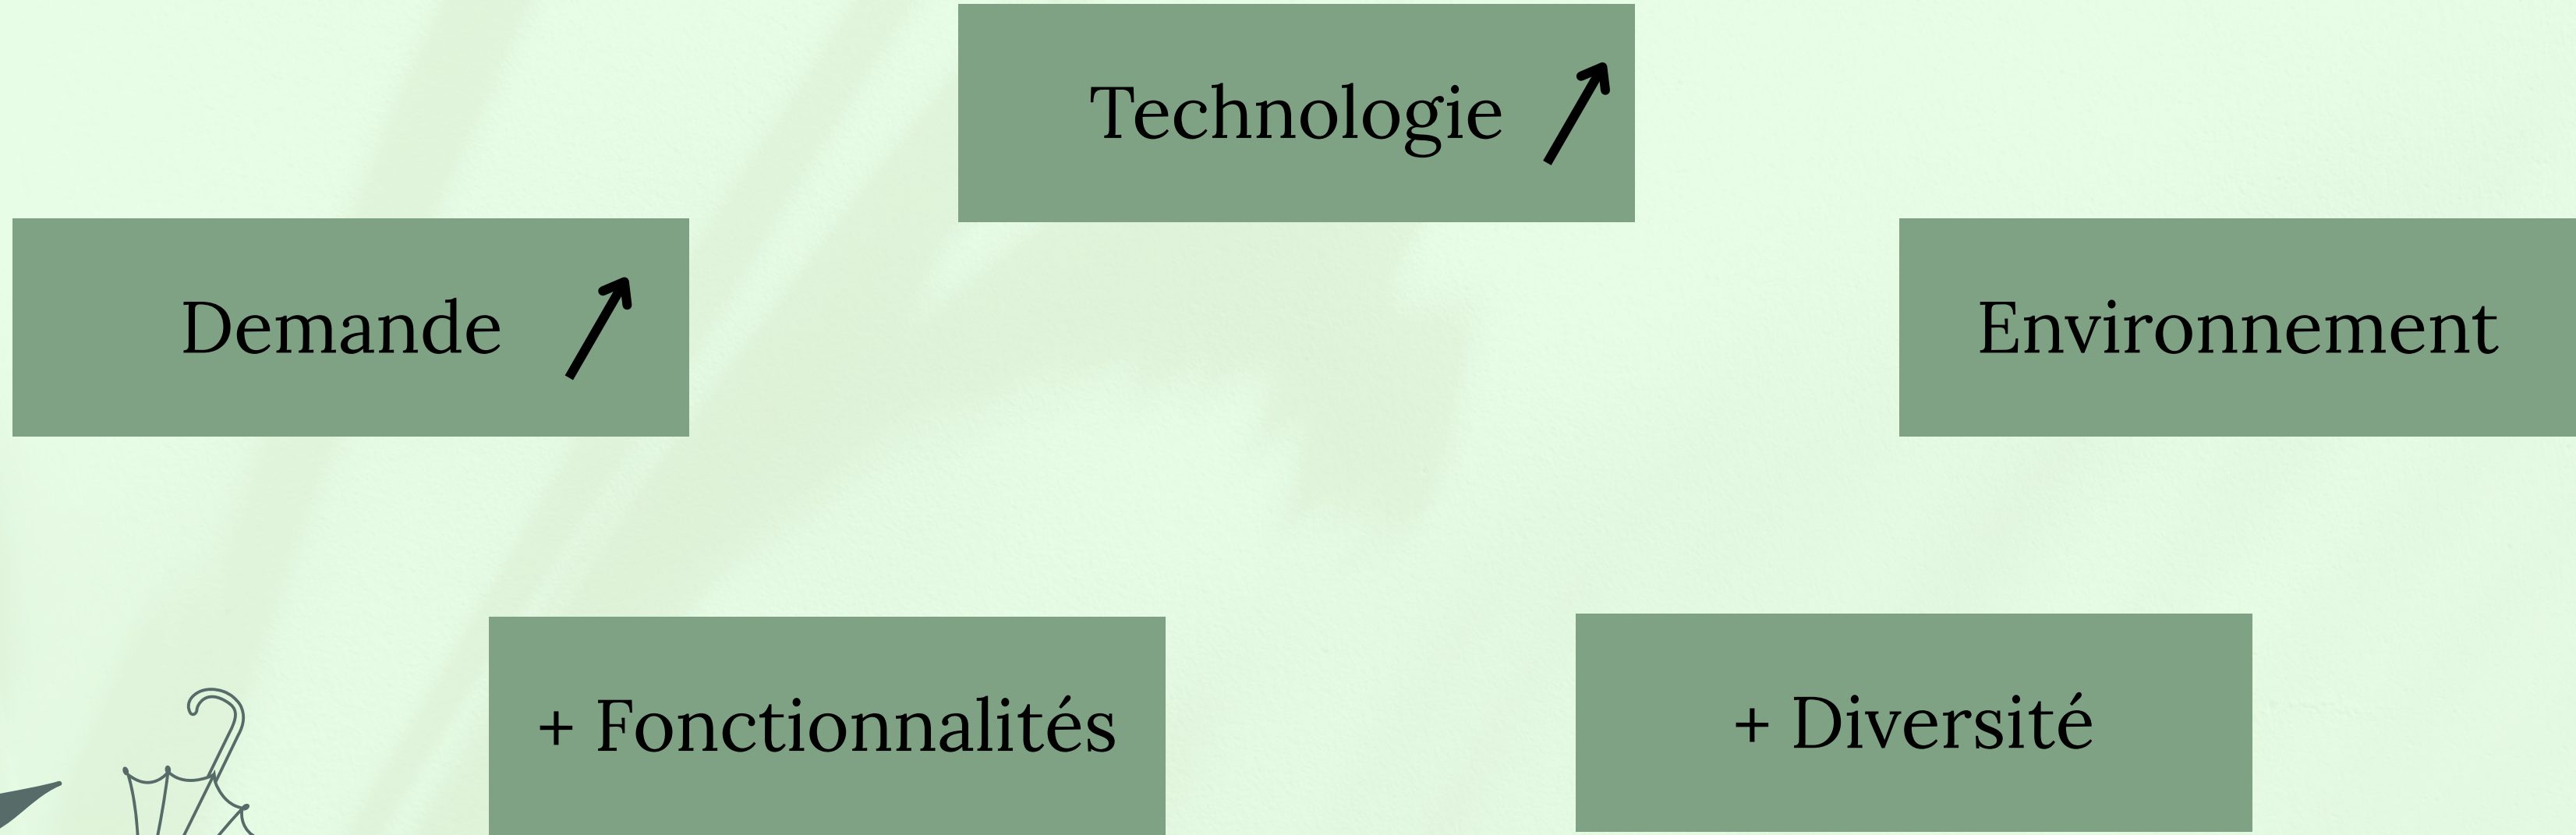 Technologie
Demande
Environnement
+ Fonctionnalités
+ Diversité